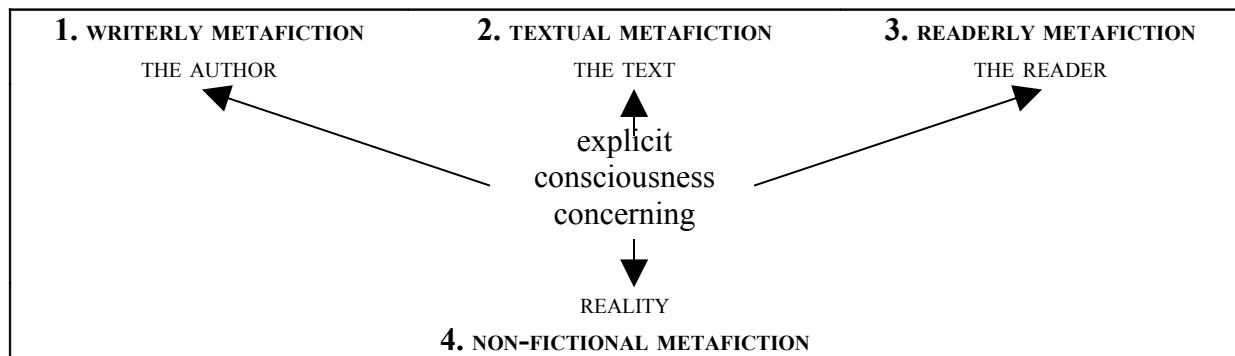 1. WRITERLY METAFICTION 2. TEXTUAL METAFICTION 3. READERLY METAFICTION
THE AUTHOR THE TEXT THE READER
explicit
consciousness
concerning
REALITY
4. NON-FICTIONAL METAFICTION